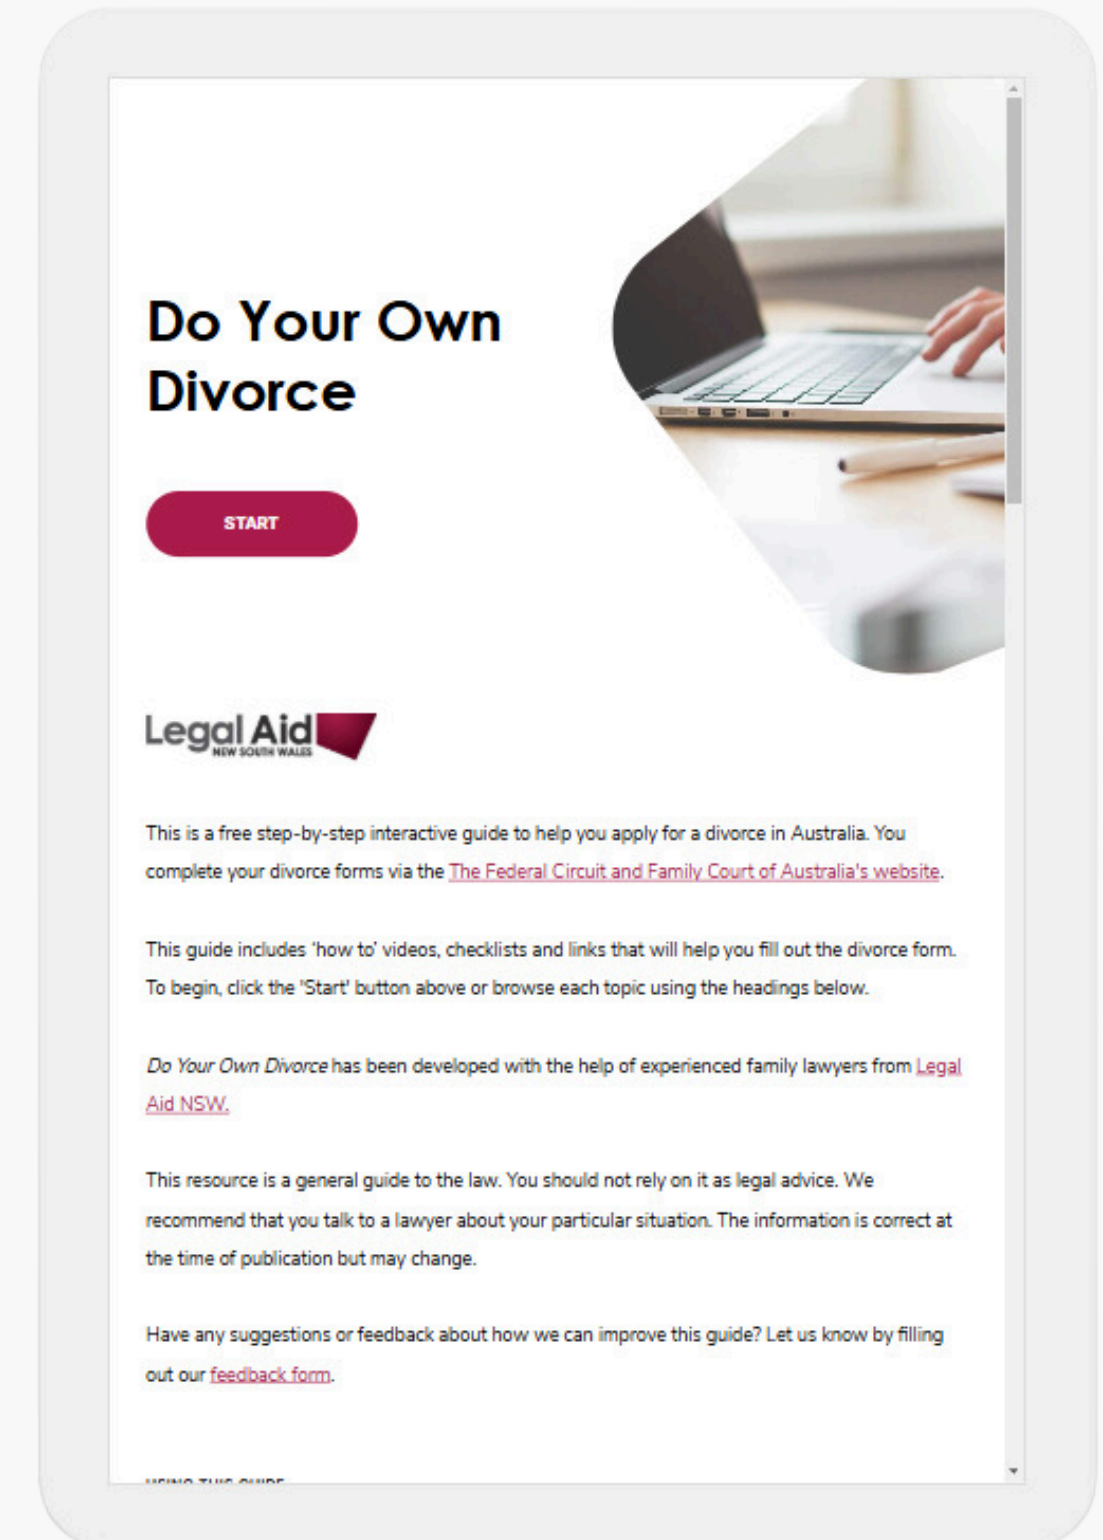 Do Your Own
Divorce
START
Legal Aid
NEW SOUTH WALES
This is a free step-by-step interactive guide to help you apply for a divorce in Australia. You
complete your divorce forms via the The Federal Circuit and Family Court of Australia's website.
This guide includes 'how to' videos, checklists and links that will help you fill out the divorce form.
To begin, click the 'Start' button above or browse each topic using the headings below.
Do Your Own Divorce has been developed with the help of experienced family lawyers from Legal
Aid NSW.
This resource is a general guide to the law. You should not rely on it as legal advice. We
recommend that you talk to a lawyer about your particular situation. The information is correct at
the time of publication but may change.
Have any suggestions or feedback about how we can improve this guide? Let us know by filling
out our feedback form.
USING THIS GUIDE